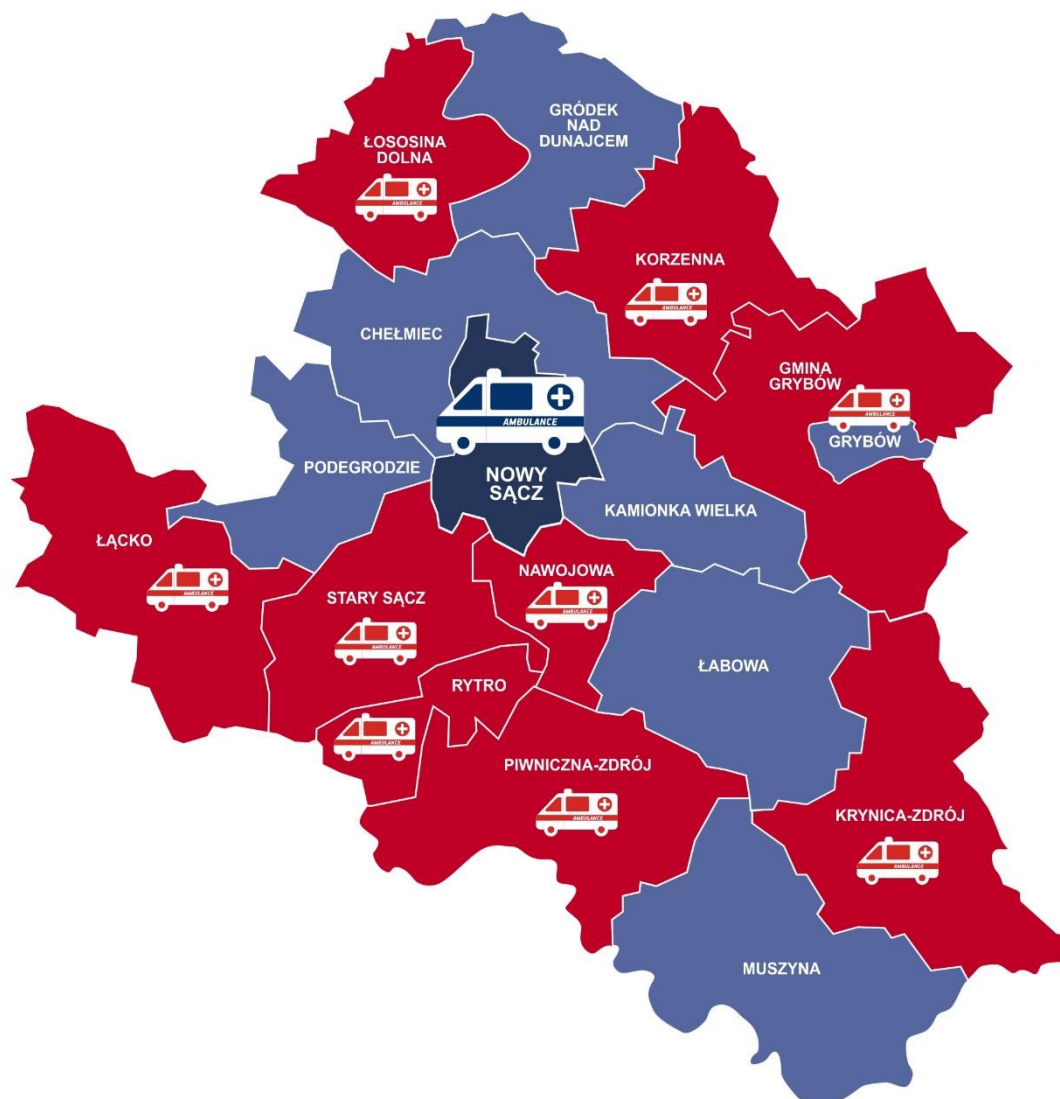 GRÓDEK
NAD
DUNAJCEM
ŁOSOSINA
DOLNA
AMBULANCE
KORZENNA
AMBULANCE
CHEŁMIEC
GMINA
GRYBÓW
AMBULANCE
GRYBÓW
AMBULANCE
NOWY
SĄCZ
PODEGRODZIE
KAMIONKA WIELKA
ŁĄCKO
AMBULANCE
STARY SĄCZ
AMBULANCE
NAWOJOWA
AMBULANCE
ŁABOWA
RYTRO
AMBULANCE
PIWNICZNA-ZDRÓJ
AMBULANCE
KRYNICA-ZDRÓJ
AMBULANCE
MUSZYNA